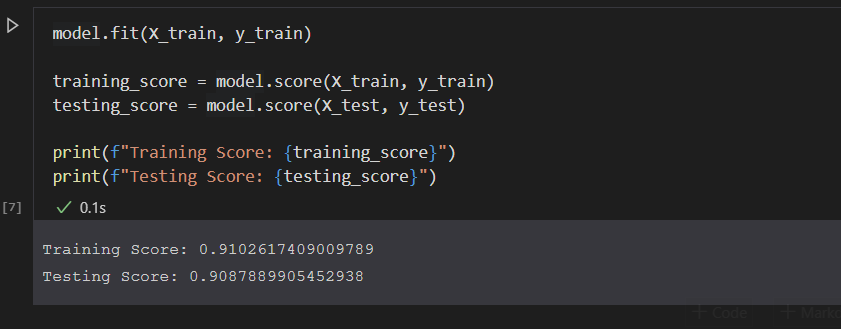 model.fit(X_train, y_train)
training_score = model.score(X_train, y_train)
testing_score = model.score(X_test, y_test)
print(f"Training Score: {training_score}")
print(f"Testing Score: {testing_score}")
[7]
0.1s
Training Score: 0.9102617409009789
Testing Score: 0.9087889905452938
+ Code
+ Markd